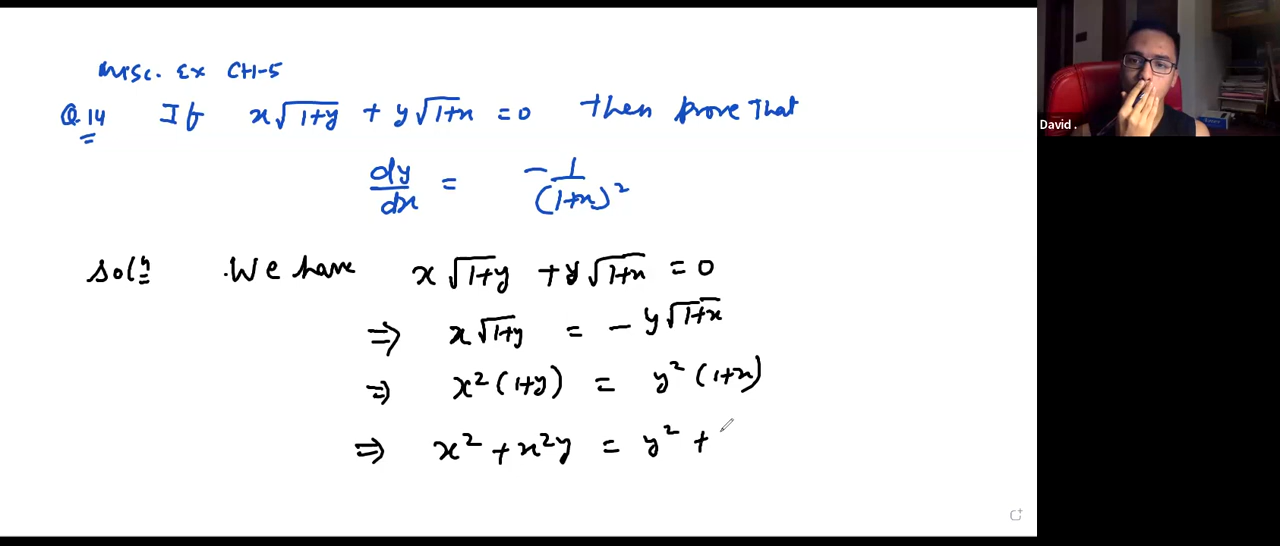 Misc. Ex CH-5
Q.14 If x√1+y + y√1+x = 0 then prove that
dy/dx = -1/(1+x)²
Solⁿ We have x√1+y + y√1+x = 0
⇒ x√1+y = - y√1+x
⇒ x²(1+y) = y²(1+x)
⇒ x² + x²y = y² +
David .